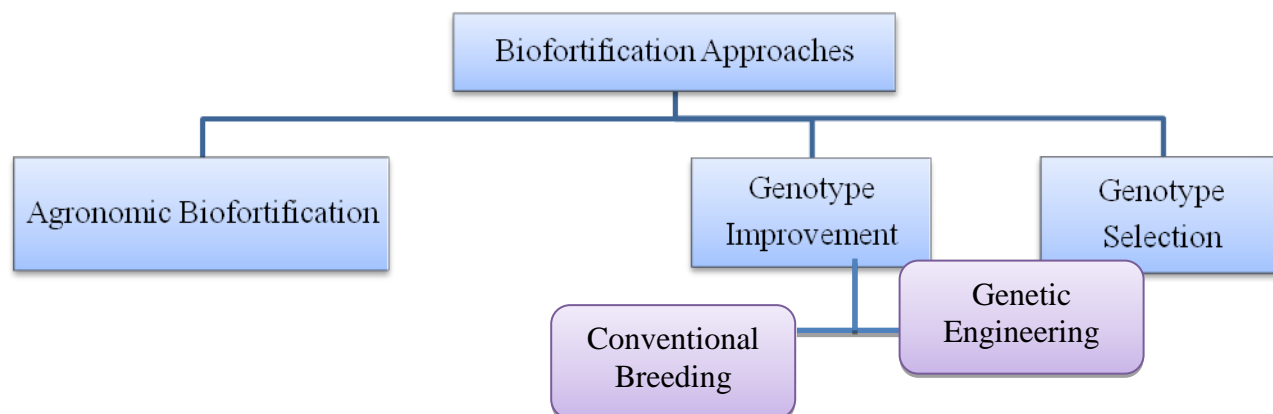 Biofortification Approaches
Agronomic Biofortification
Genotype
Improvement
Genotype
Selection
Conventional
Breeding
Genetic
Engineering